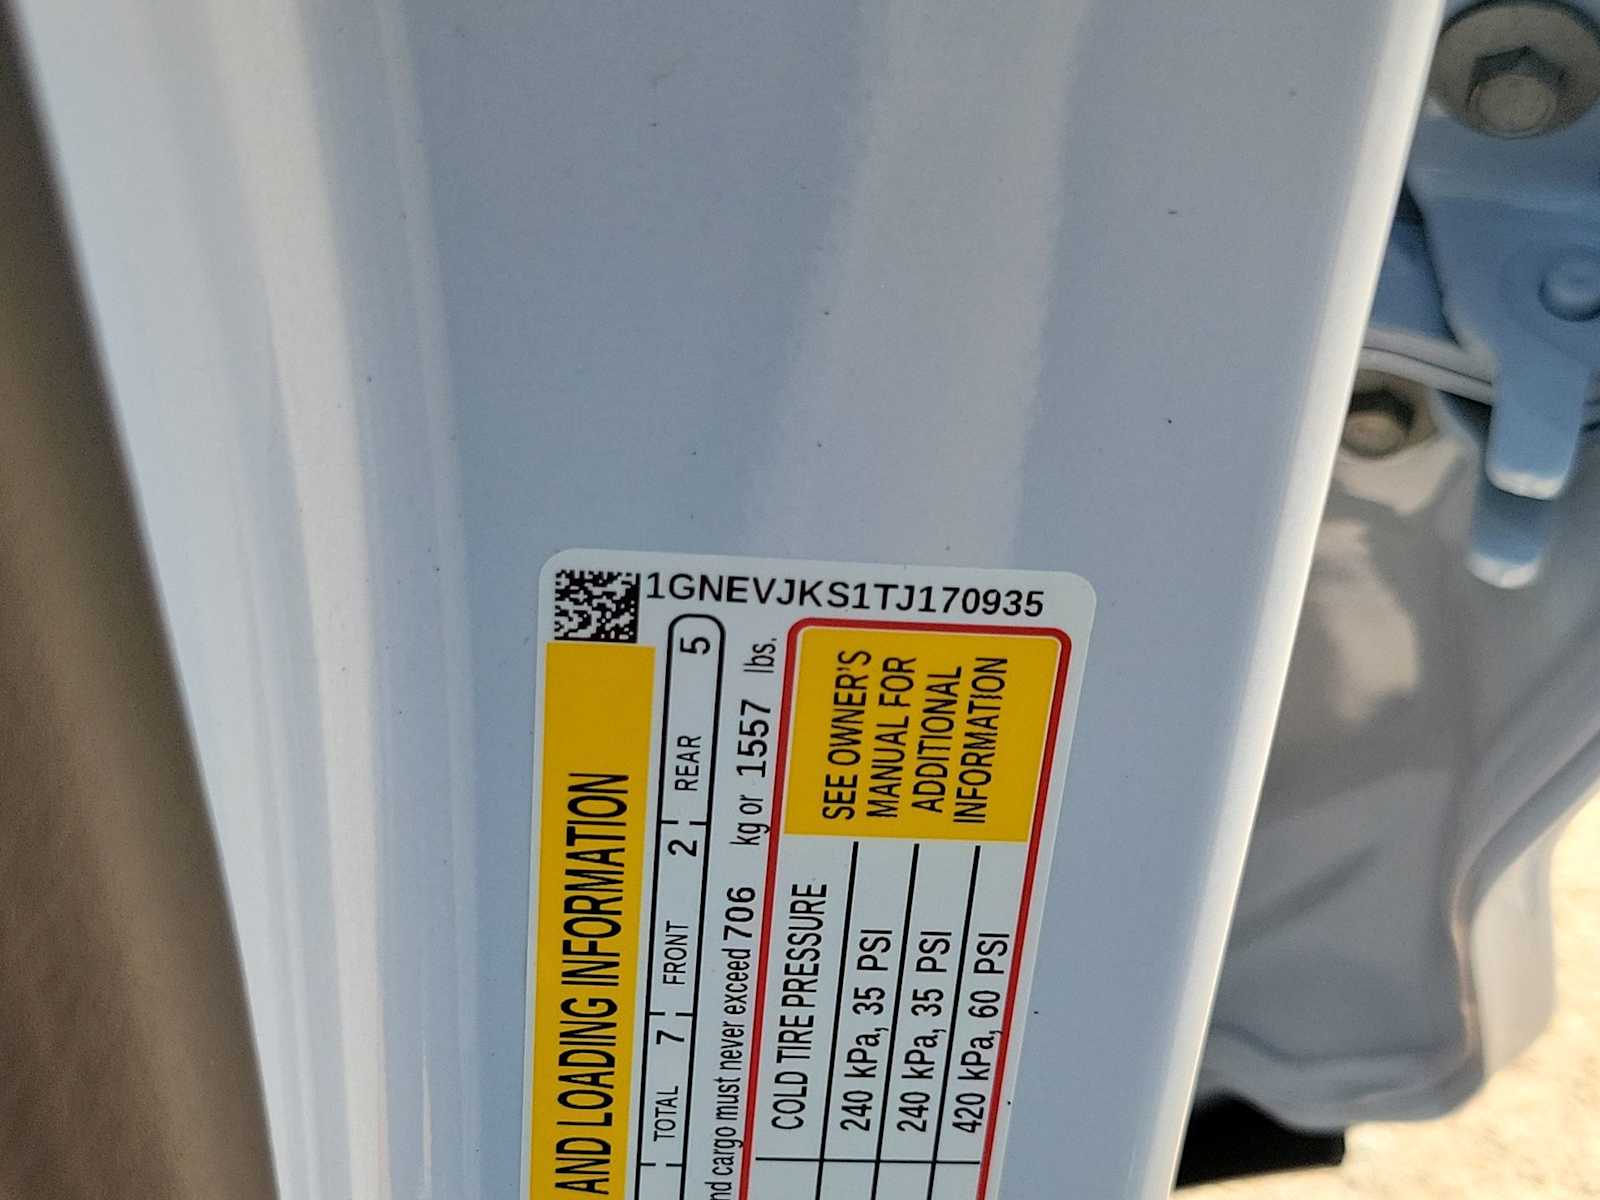 1GNEVJKS1TJ170935
AND LOADING INFORMATION
TOTAL 7 FRONT 2 REAR 5
cargo must never exceed 706 kg or 1557 lbs.
COLD TIRE PRESSURE
240 kPa, 35 PSI
240 kPa, 35 PSI
420 kPa, 60 PSI
SEE OWNER'S
MANUAL FOR
ADDITIONAL
INFORMATION